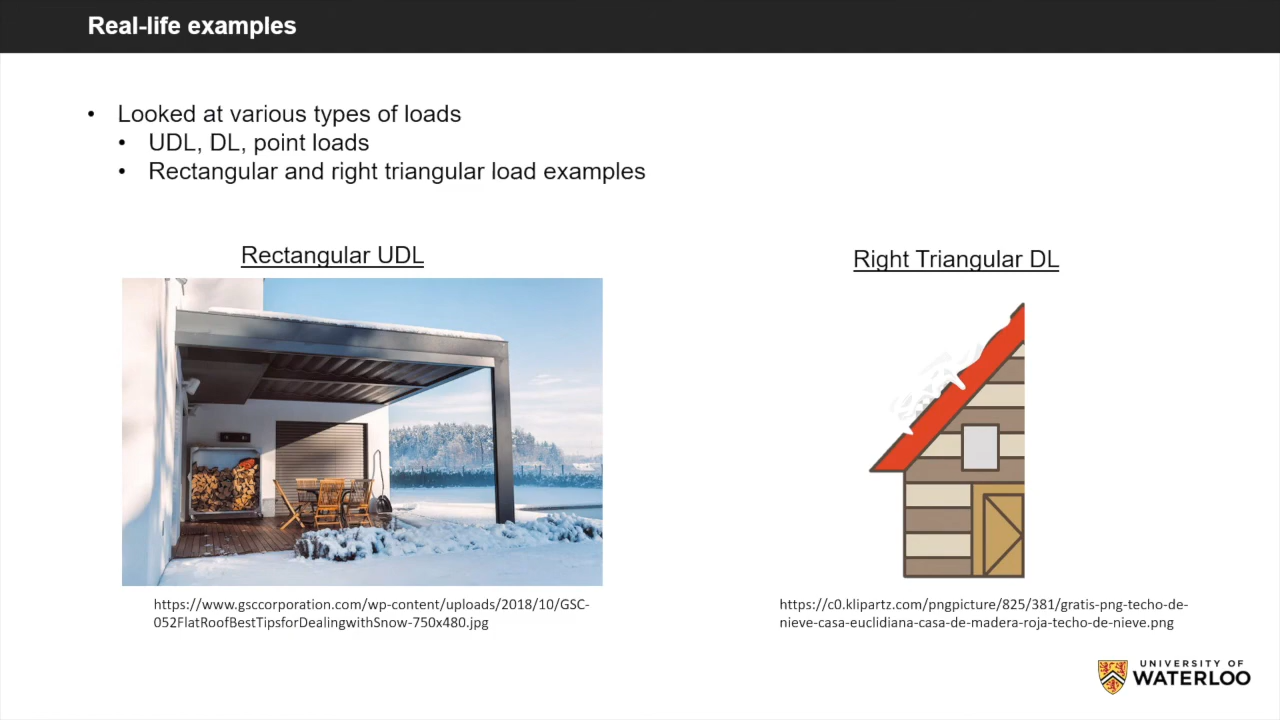 Real-life examples
• Looked at various types of loads
• UDL, DL, point loads
• Rectangular and right triangular load examples
Rectangular UDL
Right Triangular DL
https://www.gsccorporation.com/wp-content/uploads/2018/10/GSC-
052FlatRoofBestTipsforDealingwithSnow-750x480.jpg
https://c0.klipartz.com/pngpicture/825/381/gratis-png-techo-de-
nieve-casa-euclidiana-casa-de-madera-roja-techo-de-nieve.png
UNIVERSITY OF
WATERLOO